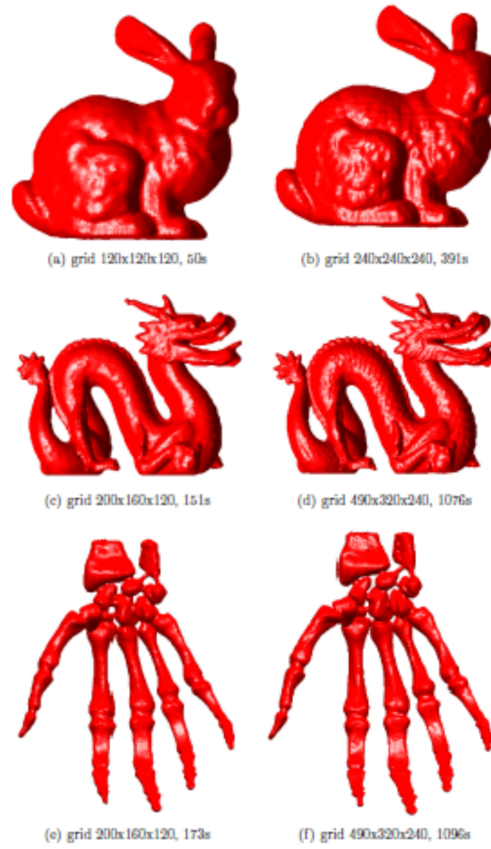 (a) grid 120x120x120, 50s
(b) grid 240x240x240, 391s
(c) grid 200x160x120, 151s
(d) grid 490x320x240, 1076s
(e) grid 200x160x120, 173s
(f) grid 490x320x240, 1096s